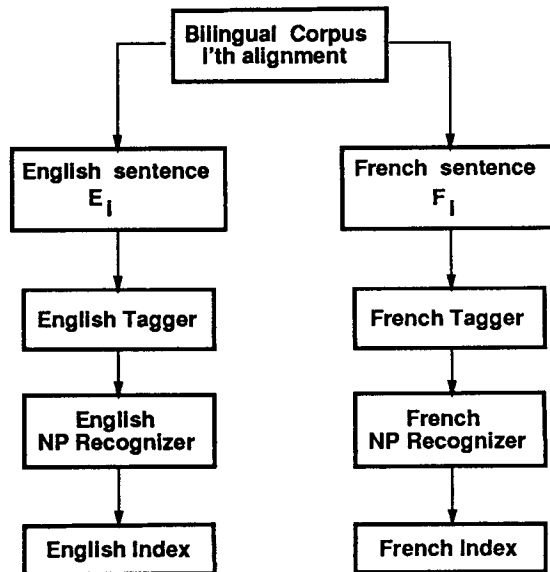 Bilingual Corpus
i'th alignment
English sentence
E i
French sentence
F i
English Tagger
French Tagger
English
NP Recognizer
French
NP Recognizer
English Index
French Index